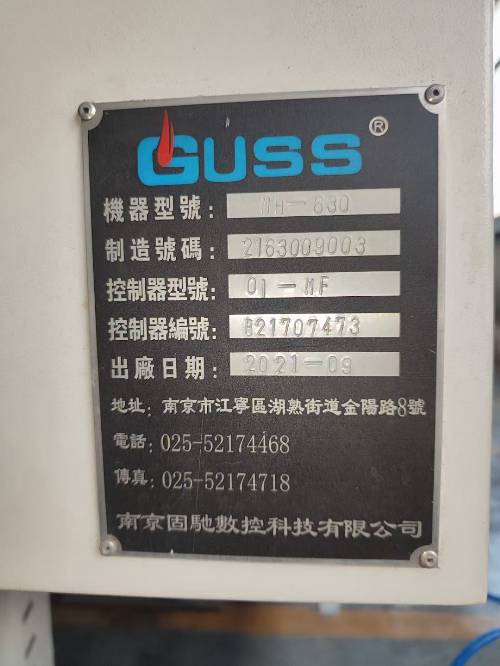 GUSS ®
機器型號: MH-630
制造號碼: 2163009003
控制器型號: 01-MF
控制器編號: B21707473
出廠日期: 2021-09
地址: 南京市江寧區湖熟街道金陽路8號
電話: 025-52174468
傳真: 025-52174718
南京固馳數控科技有限公司